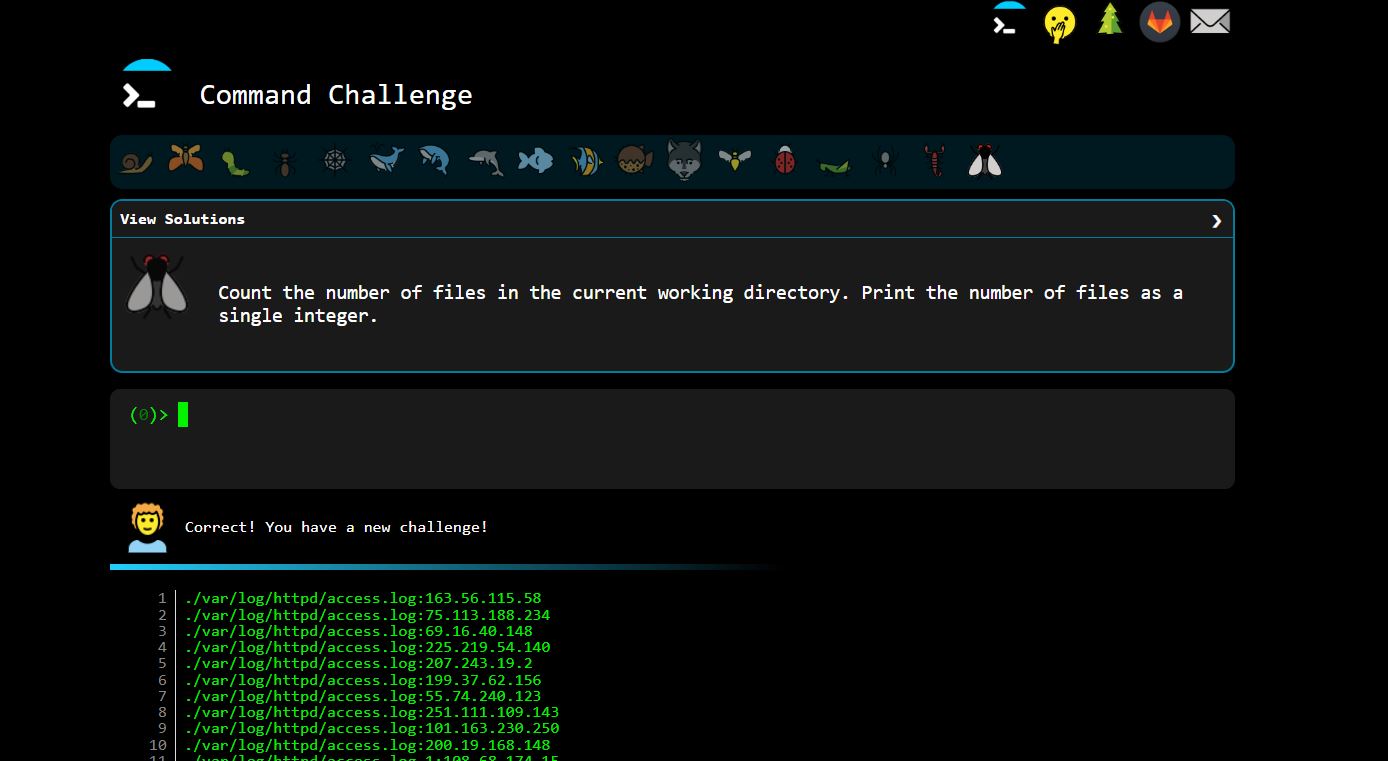 Command Challenge
View Solutions
Count the number of files in the current working directory. Print the number of files as a
single integer.
(0)>
Correct! You have a new challenge!
1 ./var/log/httpd/access.log:163.56.115.58
2 ./var/log/httpd/access.log:75.113.188.234
3 ./var/log/httpd/access.log:69.16.40.148
4 ./var/log/httpd/access.log:225.219.54.140
5 ./var/log/httpd/access.log:207.243.19.2
6 ./var/log/httpd/access.log:199.37.62.156
7 ./var/log/httpd/access.log:55.74.240.123
8 ./var/log/httpd/access.log:251.111.109.143
9 ./var/log/httpd/access.log:101.163.230.250
10 ./var/log/httpd/access.log:200.19.168.148